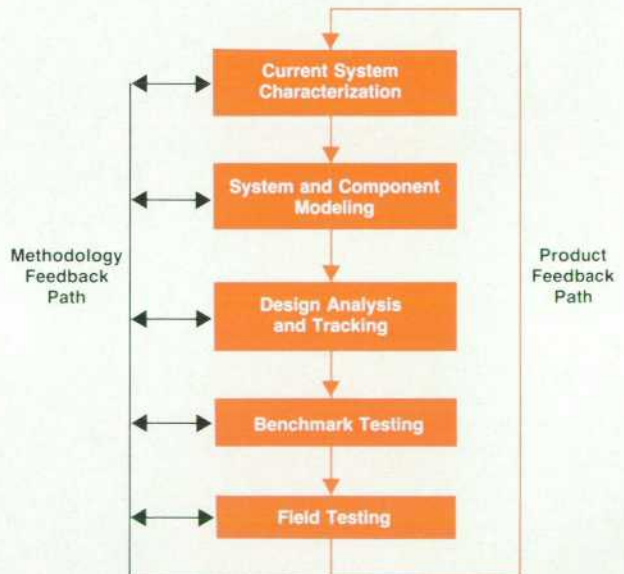 Current System
Characterization
System and Component
Modeling
Methodology
Feedback
Path
Product
Feedback
Path
Design Analysis
and Tracking
Benchmark Testing
Field Testing